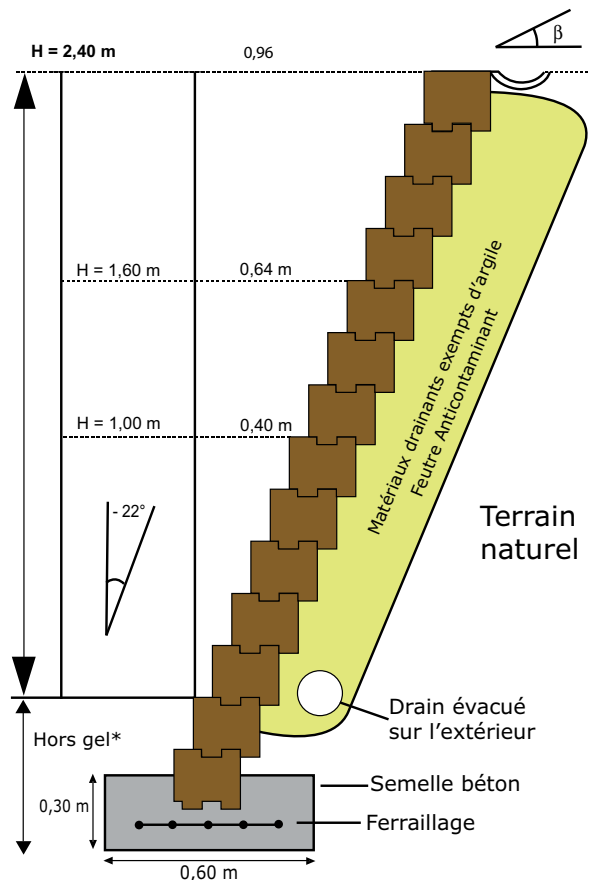 β
H = 2,40 m
0,96
H = 1,60 m
0,64 m
Matériaux drainants exempts d’argile
Feutre Anticontaminant
H = 1,00 m
0,40 m
- 22°
Terrain
naturel
Drain évacué
sur l’extérieur
Hors gel*
Semelle béton
0,30 m
Ferraillage
0,60 m